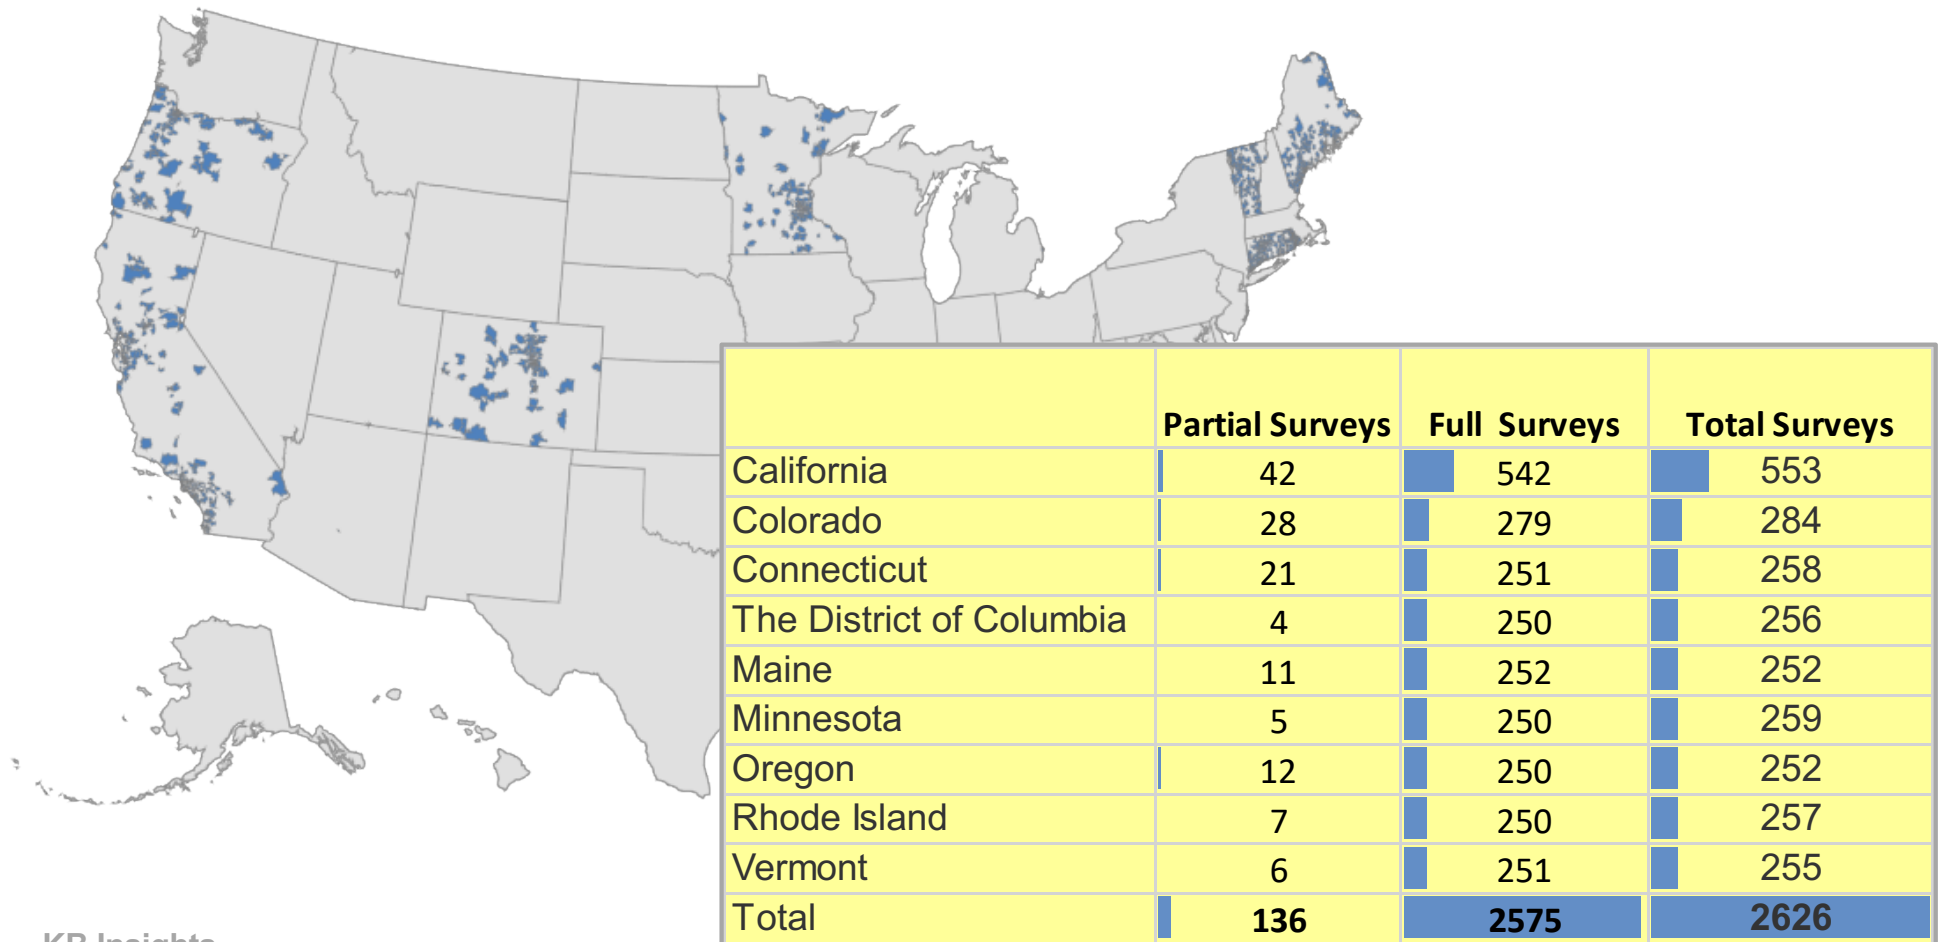 Partial Surveys Full Surveys Total Surveys
California 42 542 553
Colorado 28 279 284
Connecticut 21 251 258
The District of Columbia 4 250 256
Maine 11 252 252
Minnesota 5 250 259
Oregon 12 250 252
Rhode Island 7 250 257
Vermont 6 251 255
Total 136 2575 2626
KB Insights